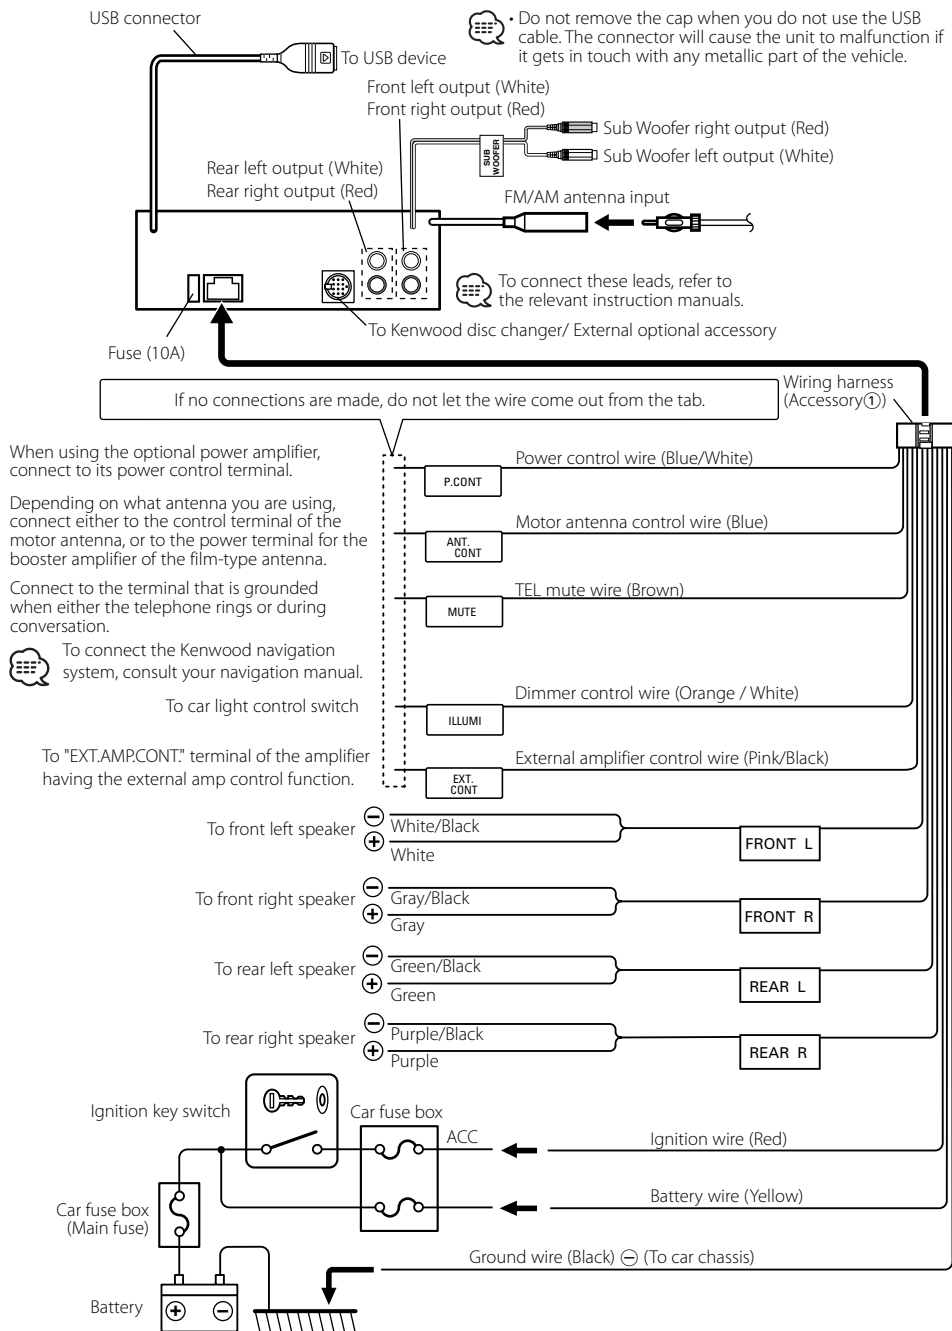 USB connector
To USB device
• Do not remove the cap when you do not use the USB
cable. The connector will cause the unit to malfunction if
it gets in touch with any metallic part of the vehicle.
Front left output (White)
Front right output (Red)
SUB
WOOFER
Sub Woofer right output (Red)
Sub Woofer left output (White)
Rear left output (White)
Rear right output (Red)
FM/AM antenna input
To connect these leads, refer to
the relevant instruction manuals.
To Kenwood disc changer/ External optional accessory
Fuse (10A)
Wiring harness
(Accessory①)
If no connections are made, do not let the wire come out from the tab.
When using the optional power amplifier,
connect to its power control terminal.
P.CONT
Power control wire (Blue/White)
Depending on what antenna you are using,
connect either to the control terminal of the
motor antenna, or to the power terminal for the
booster amplifier of the film-type antenna.
ANT.
CONT
Motor antenna control wire (Blue)
Connect to the terminal that is grounded
when either the telephone rings or during
conversation.
MUTE
TEL mute wire (Brown)
To connect the Kenwood navigation
system, consult your navigation manual.
To car light control switch
ILLUMI
Dimmer control wire (Orange / White)
To "EXT.AMP.CONT." terminal of the amplifier
having the external amp control function.
EXT.
CONT
External amplifier control wire (Pink/Black)
To front left speaker
⊖
White/Black
⊕
White
FRONT L
To front right speaker
⊖
Gray/Black
⊕
Gray
FRONT R
To rear left speaker
⊖
Green/Black
⊕
Green
REAR L
To rear right speaker
⊖
Purple/Black
⊕
Purple
REAR R
Ignition key switch
Car fuse box
ACC
Ignition wire (Red)
Battery wire (Yellow)
Car fuse box
(Main fuse)
Ground wire (Black) ⊖ (To car chassis)
Battery
⊕ ⊖